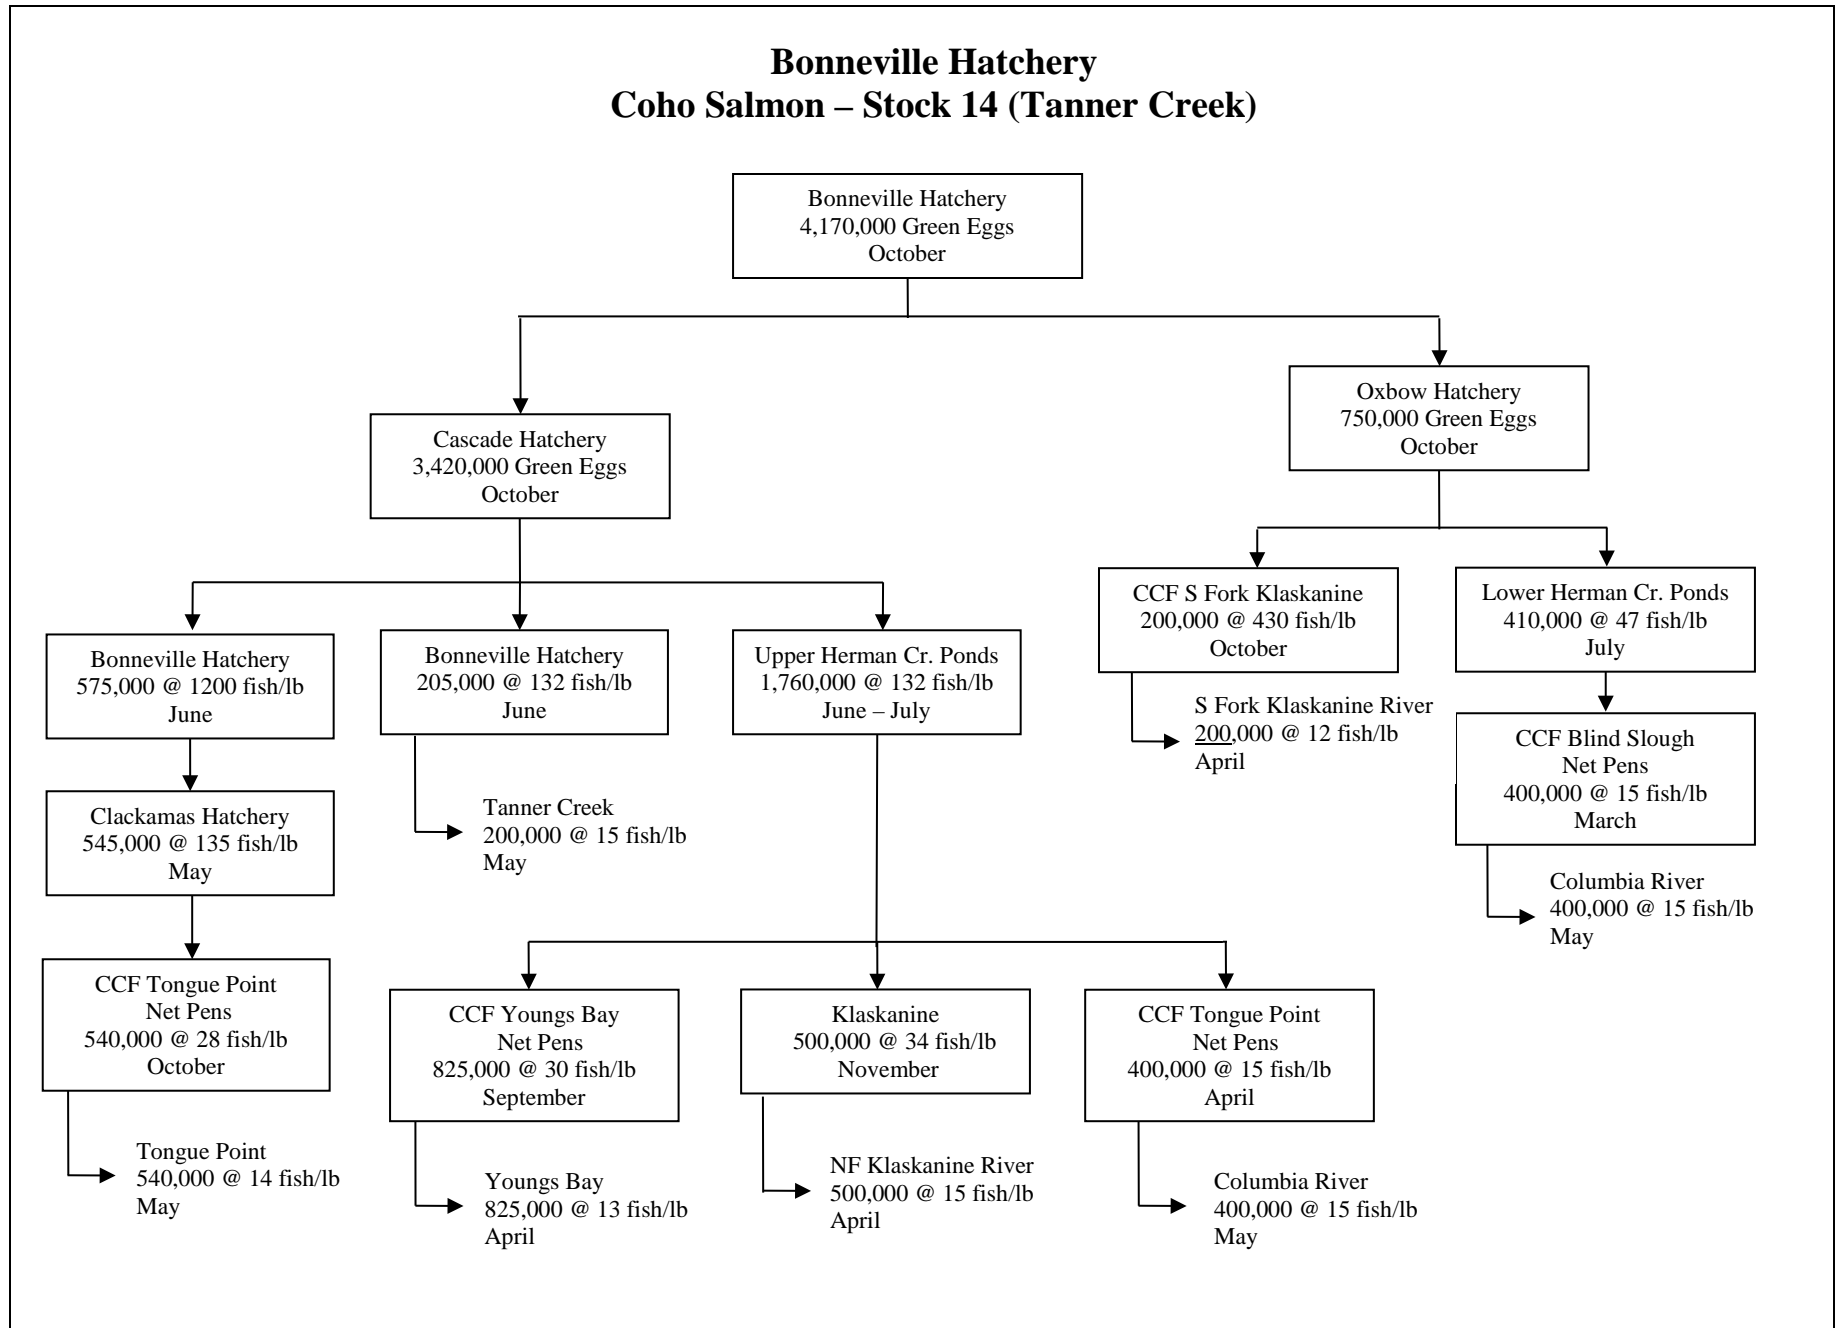 Bonneville Hatchery
Coho Salmon – Stock 14 (Tanner Creek)
Bonneville Hatchery
4,170,000 Green Eggs
October
Cascade Hatchery
3,420,000 Green Eggs
October
Oxbow Hatchery
750,000 Green Eggs
October
Bonneville Hatchery
575,000 @ 1200 fish/lb
June
Bonneville Hatchery
205,000 @ 132 fish/lb
June
Upper Herman Cr. Ponds
1,760,000 @ 132 fish/lb
June – July
CCF S Fork Klaskanine
200,000 @ 430 fish/lb
October
Lower Herman Cr. Ponds
410,000 @ 47 fish/lb
July
S Fork Klaskanine River
200,000 @ 12 fish/lb
April
CCF Blind Slough
Net Pens
400,000 @ 15 fish/lb
March
Clackamas Hatchery
545,000 @ 135 fish/lb
May
Tanner Creek
200,000 @ 15 fish/lb
May
Columbia River
400,000 @ 15 fish/lb
May
CCF Tongue Point
Net Pens
540,000 @ 28 fish/lb
October
CCF Youngs Bay
Net Pens
825,000 @ 30 fish/lb
September
Klaskanine
500,000 @ 34 fish/lb
November
CCF Tongue Point
Net Pens
400,000 @ 15 fish/lb
April
Tongue Point
540,000 @ 14 fish/lb
May
Youngs Bay
825,000 @ 13 fish/lb
April
NF Klaskanine River
500,000 @ 15 fish/lb
April
Columbia River
400,000 @ 15 fish/lb
May